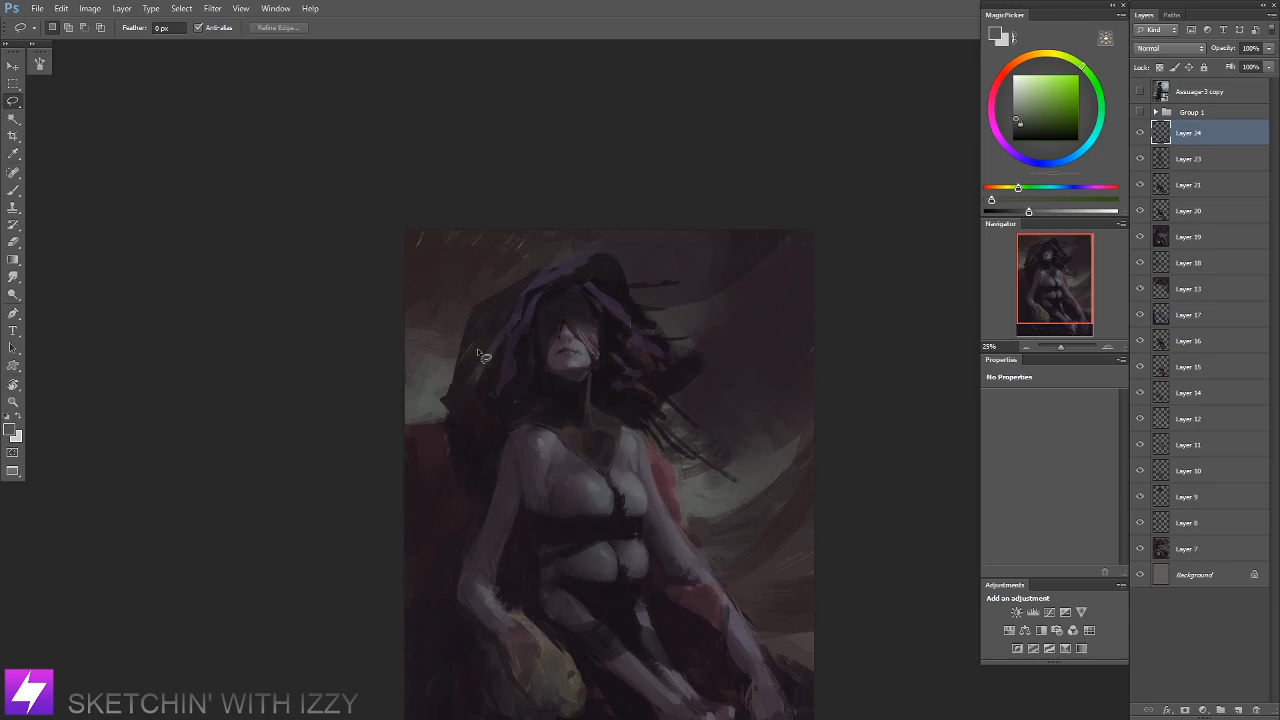 Ps File Edit Image Layer Type Select Filter View Window Help
Feather: 0 px Anti-alias Refine Edge...
MagicPicker
Navigator
25%
Properties
No Properties
Adjustments
Add an adjustment
Layers Paths
Kind
Normal Opacity: 100%
Lock: Fill: 100%
Assuage-3 copy
Group 1
Layer 24
Layer 23
Layer 21
Layer 20
Layer 19
Layer 18
Layer 13
Layer 17
Layer 16
Layer 15
Layer 14
Layer 12
Layer 11
Layer 10
Layer 9
Layer 8
Layer 7
Background
SKETCHIN' WITH IZZY